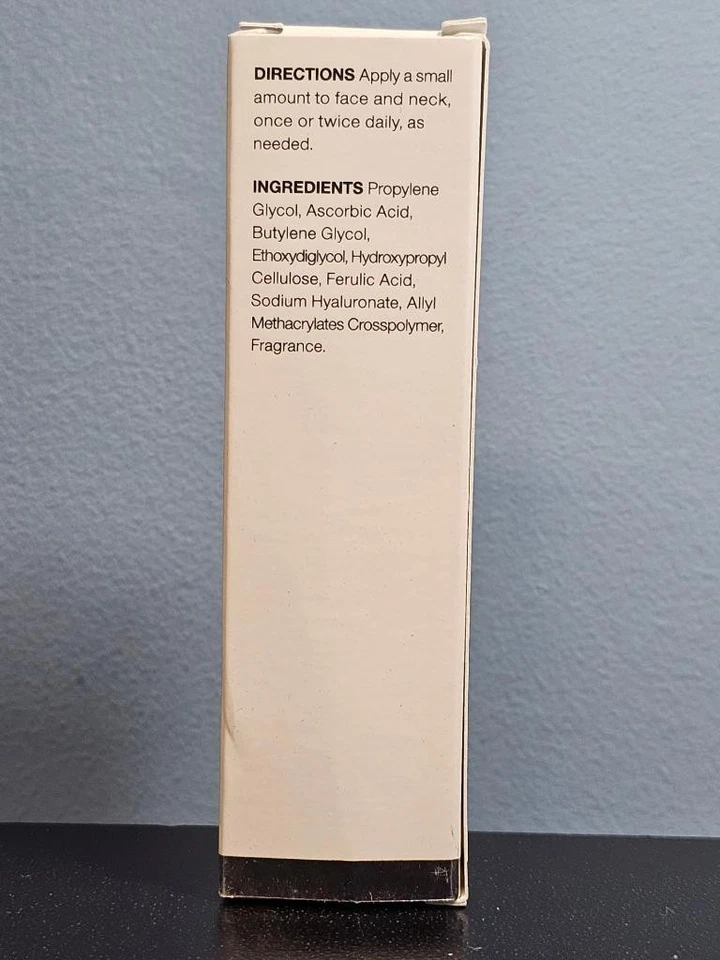 DIRECTIONS Apply a small
amount to face and neck,
once or twice daily, as
needed.
INGREDIENTS Propylene
Glycol, Ascorbic Acid,
Butylene Glycol,
Ethoxydiglycol, Hydroxypropyl
Cellulose, Ferulic Acid,
Sodium Hyaluronate, Allyl
Methacrylates Crosspolymer,
Fragrance.